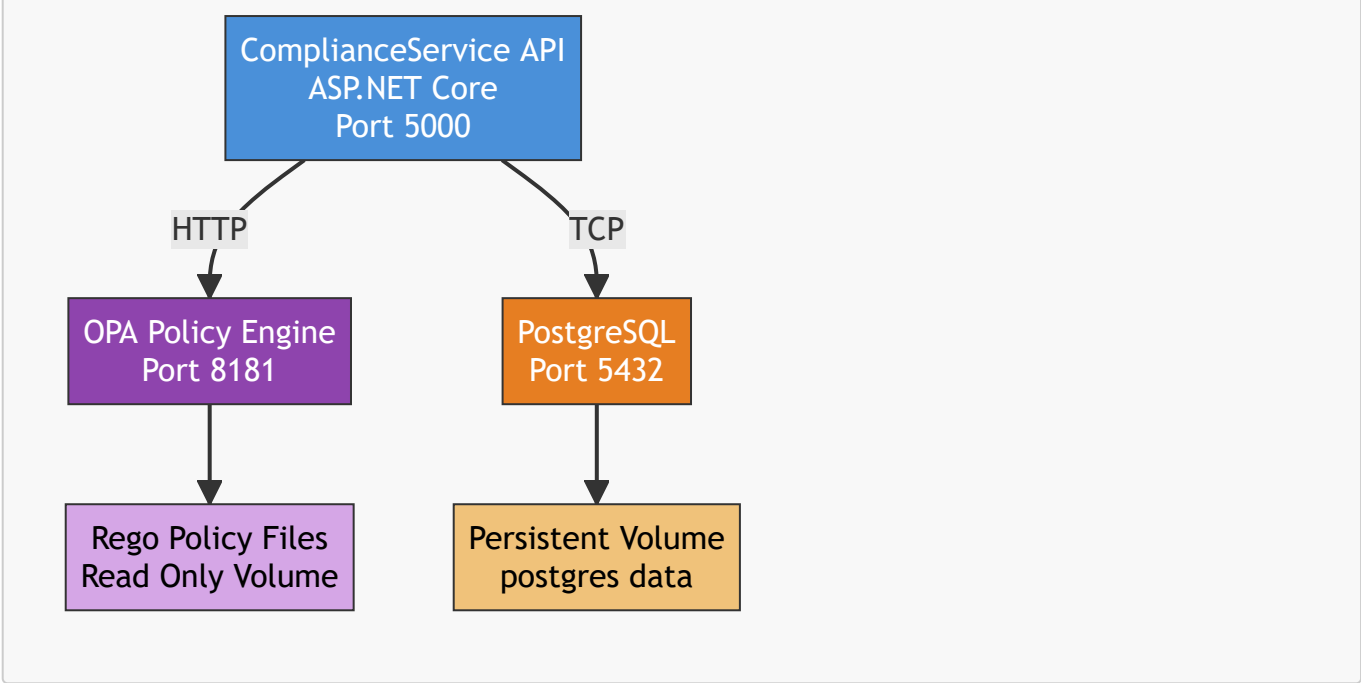 ComplianceService API
ASP.NET Core
Port 5000
HTTP
TCP
OPA Policy Engine
Port 8181
PostgreSQL
Port 5432
Rego Policy Files
Read Only Volume
Persistent Volume
postgres data